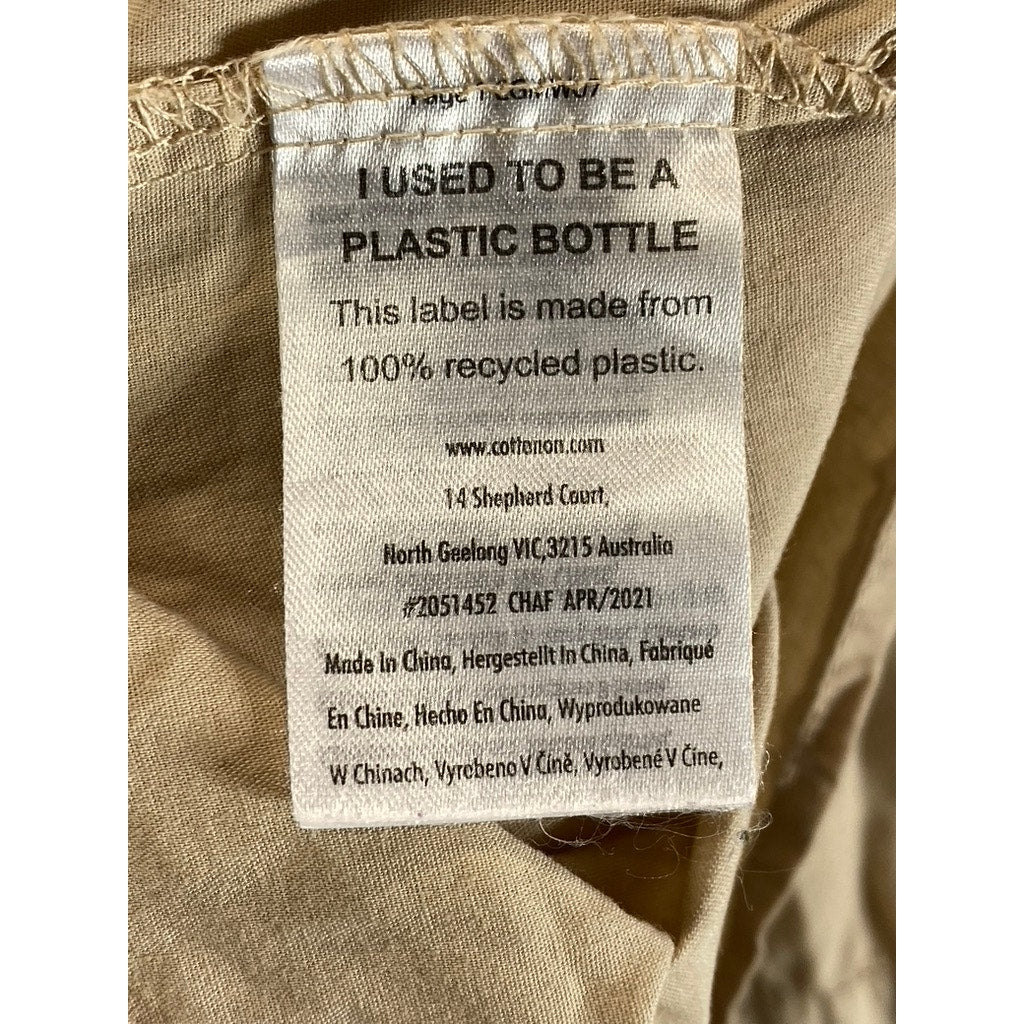 I USED TO BE A
PLASTIC BOTTLE
This label is made from
100% recycled plastic.
www.cottonon.com
14 Shephard Court,
North Geelong VIC,3215 Australia
#2051452 CHAF APR/2021
Made In China, Hergestellt In China, Fabriqué
En Chine, Hecho En China, Wyprodukowane
W Chinach, Vyrobeno V Číně, Vyrobené V Číne,